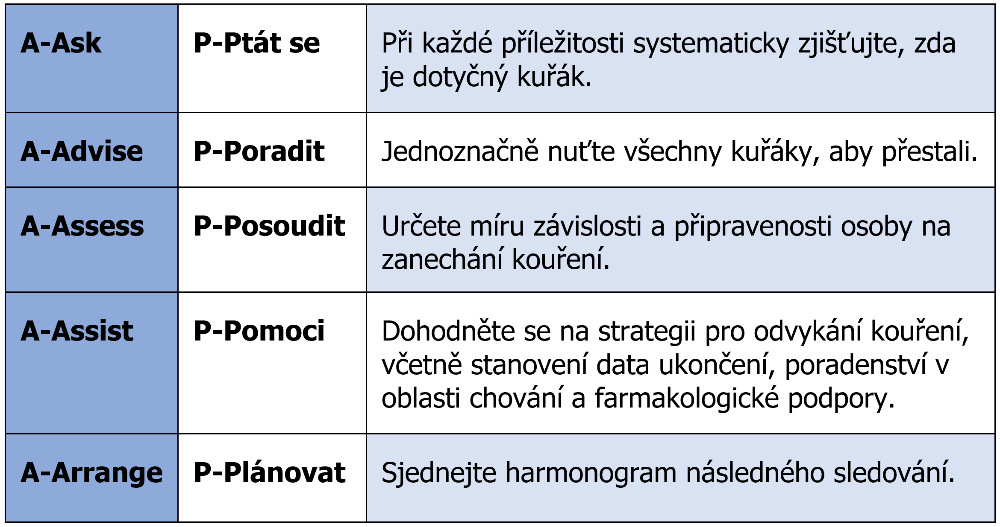 A-Ask
P-Ptát se
Při každé příležitosti systematicky zjišťujte, zda
je dotyčný kuřák.
A-Advise
P-Poradit
Jednoznačně nuťte všechny kuřáky, aby přestali.
A-Assess
P-Posoudit
Určete míru závislosti a připravenosti osoby na
zanechání kouření.
A-Assist
P-Pomoci
Dohodněte se na strategii pro odvykání kouření,
včetně stanovení data ukončení, poradenství v
oblasti chování a farmakologické podpory.
A-Arrange
P-Plánovat
Sjednejte harmonogram následného sledování.